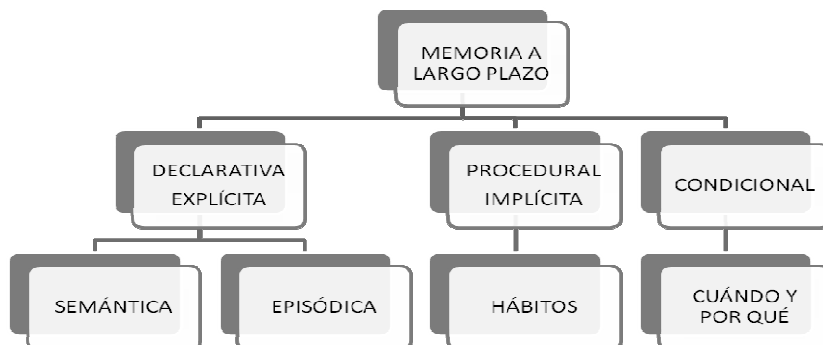 MEMORIA A
LARGO PLAZO
DECLARATIVA
EXPLÍCITA
PROCEDURAL
IMPLÍCITA
CONDICIONAL
SEMÁNTICA
EPISÓDICA
HÁBITOS
CUÁNDO Y
POR QUÉ